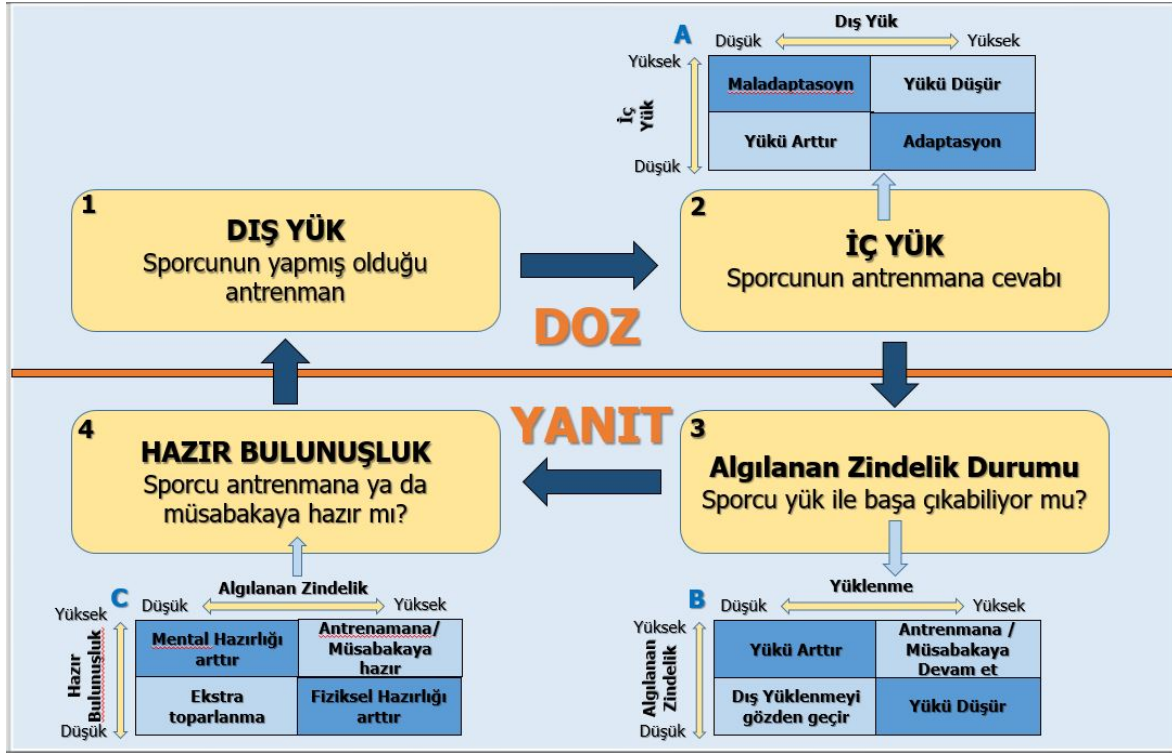 A
Dış Yük
Düşük
Yüksek
Yüksek
İç
Yük
Düşük
Maladaptasoyn
Yükü Düşür
Yükü Arttır
Adaptasyon
1
DIŞ YÜK
Sporcunun yapmış olduğu
antrenman
2
İÇ YÜK
Sporcunun antrenmana cevabı
DOZ
YANIT
4
HAZIR BULUNUŞLUK
Sporcu antrenmana ya da
müsabakaya hazır mı?
3
Algılanan Zindelik Durumu
Sporcu yük ile başa çıkabiliyor mu?
C
Algılanan Zindelik
Düşük
Yüksek
Yüksek
Hazır
Bulunuşluk
Düşük
Mental Hazırlığı
arttır
Antrenamana/
Müsabakaya
hazır
Ekstra
toparlanma
Fiziksel Hazırlığı
arttır
B
Yüklenme
Düşük
Yüksek
Yüksek
Algılanan
Zindelik
Düşük
Yükü Arttır
Antrenmana /
Müsabakaya
Devam et
Dış Yüklenmeyi
gözden geçir
Yükü Düşür